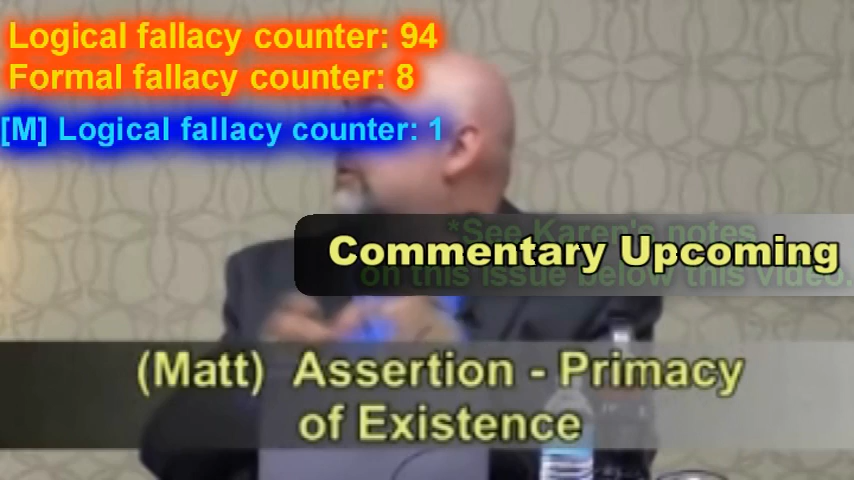 Logical fallacy counter: 94
Formal fallacy counter: 8
[M] Logical fallacy counter: 1
*See Karen's notes
Commentary Upcoming
on this issue below this video.
(Matt) Assertion - Primacy
of Existence